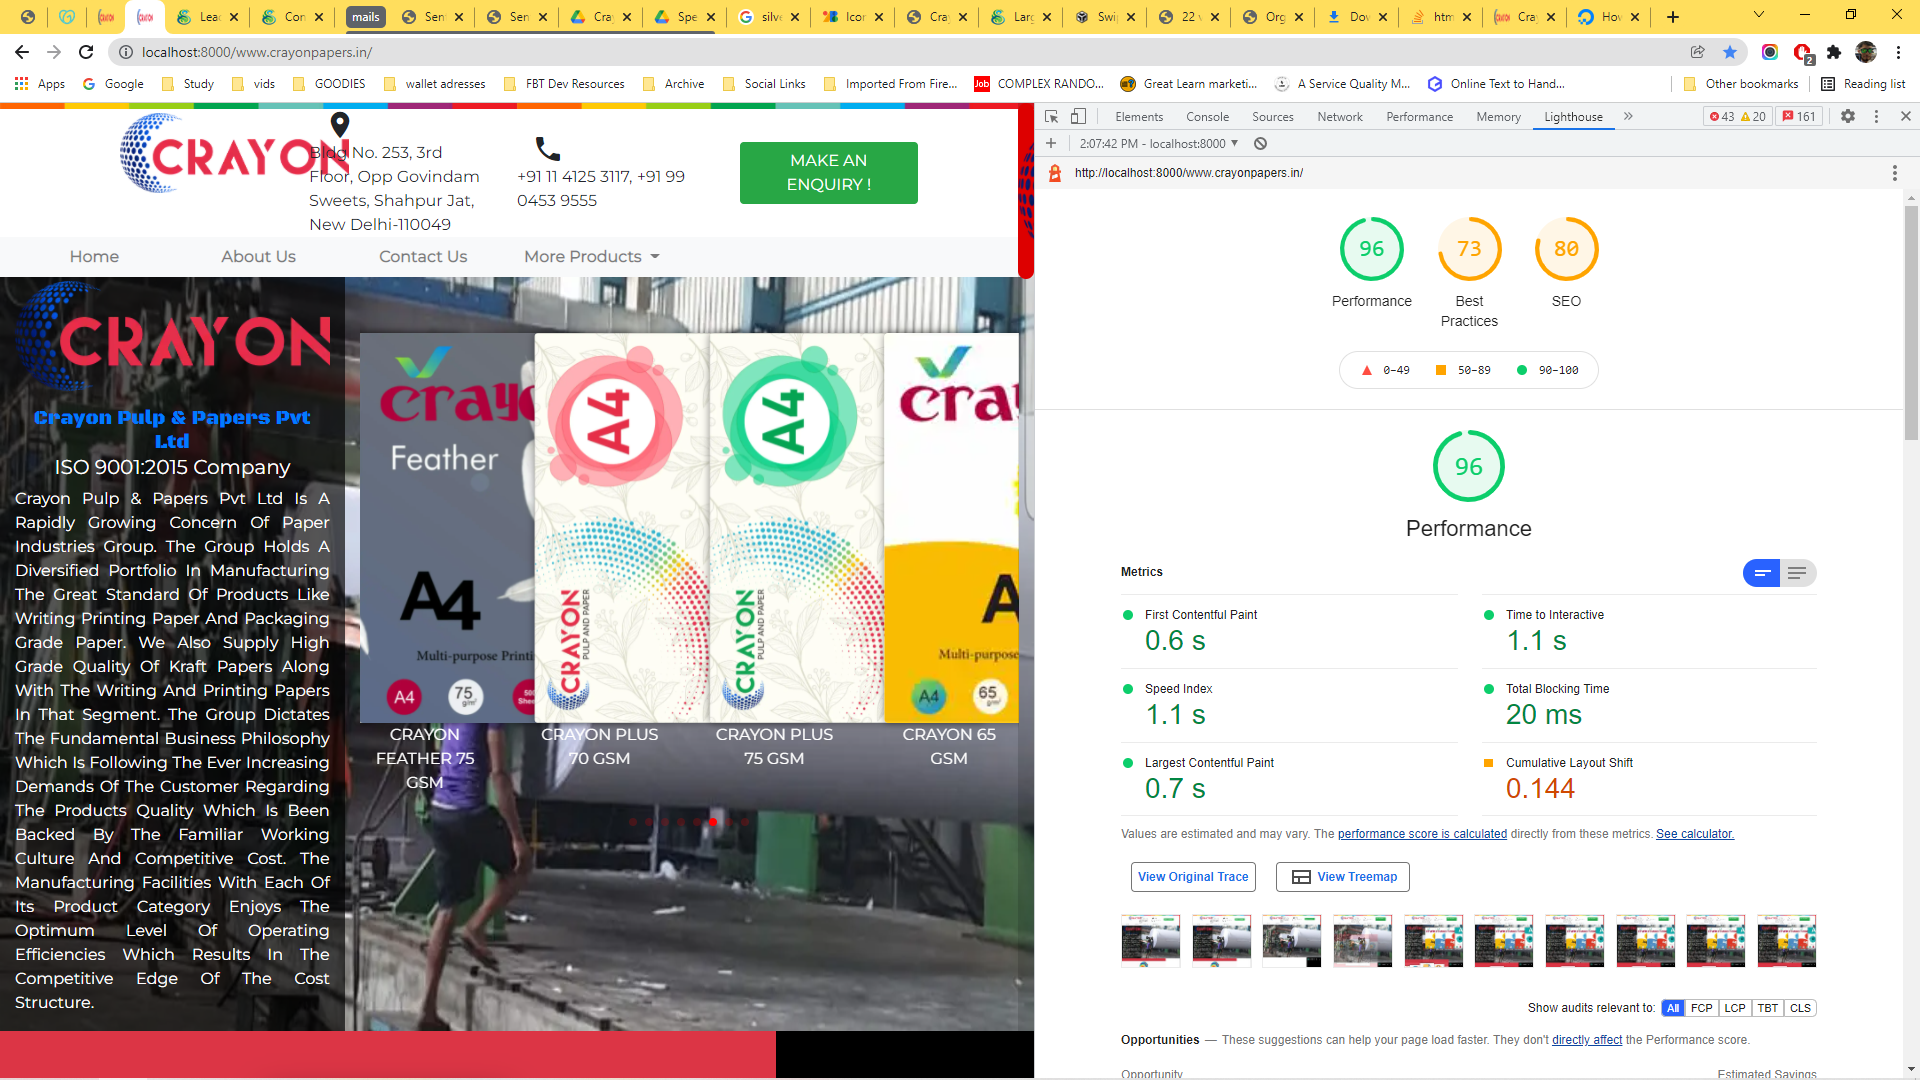 Lead
Con
mails
Sen
Sen
Cray
Spe
silve
Icor
Cray
Larg
Swip
22 v
Org
Dov
htm
Cray
How
localhost:8000/www.crayonpapers.in/
2
Apps
Google
Study
vids
GOODIES
wallet adresses
FBT Dev Resources
Archive
Social Links
Imported From Fire...
Job
COMPLEX RANDO...
Great Learn marketi...
A Service Quality M...
Online Text to Hand...
Other bookmarks
Reading list
CRAYON
Bldg No. 253, 3rd
Floor, Opp Govindam
Sweets, Shahpur Jat,
New Delhi-110049
+91 11 4125 3117, +91 99
0453 9555
MAKE AN
ENQUIRY !
Home
About Us
Contact Us
More Products
CRAYON
Crayon Pulp & Papers Pvt
Ltd
ISO 9001:2015 Company
Crayon Pulp & Papers Pvt Ltd Is A
Rapidly Growing Concern Of Paper
Industries Group. The Group Holds A
Diversified Portfolio In Manufacturing
The Great Standard Of Products Like
Writing Printing Paper And Packaging
Grade Paper. We Also Supply High
Grade Quality Of Kraft Papers Along
With The Writing And Printing Papers
In That Segment. The Group Dictates
The Fundamental Business Philosophy
Which Is Following The Ever Increasing
Demands Of The Customer Regarding
The Products Quality Which Is Been
Backed By The Familiar Working
Culture And Competitive Cost. The
Manufacturing Facilities With Each Of
Its Product Category Enjoys The
Optimum Level Of Operating
Efficiencies Which Results In The
Competitive Edge Of The Cost
Structure.
crayo
Feather
A4
Multi-purpose Printi
A4
75
g/m²
500
Shee
CRAYON
FEATHER 75
GSM
A4
CRAYON
PULP AND PAPER
CRAYON PLUS
70 GSM
A4
CRAYON
PULP AND PAPER
CRAYON PLUS
75 GSM
cra
A
Multi-purpose
A4
65
g/m²
CRAYON 65
GSM
Elements
Console
Sources
Network
Performance
Memory
Lighthouse
43
20
161
2:07:42 PM - localhost:8000
http://localhost:8000/www.crayonpapers.in/
96
73
80
Performance
Best
Practices
SEO
0–49
50–89
90–100
96
Performance
Metrics
First Contentful Paint
0.6 s
Time to Interactive
1.1 s
Speed Index
1.1 s
Total Blocking Time
20 ms
Largest Contentful Paint
0.7 s
Cumulative Layout Shift
0.144
Values are estimated and may vary. The performance score is calculated directly from these metrics. See calculator.
View Original Trace
View Treemap
Show audits relevant to:
All
FCP
LCP
TBT
CLS
Opportunities — These suggestions can help your page load faster. They don't directly affect the Performance score.
Opportunity
Estimated Savings